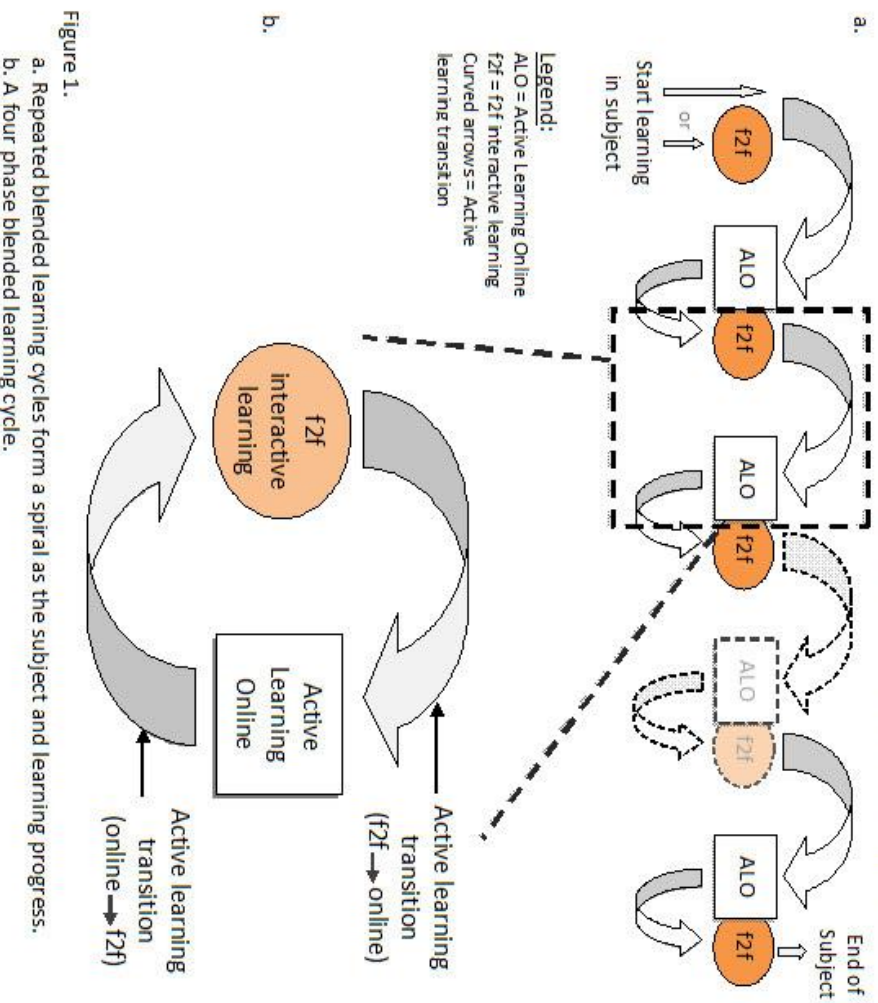 a.
Start learning
in subject
or
f2f
ALO
f2f
ALO
f2f
ALO
f2f
ALO
f2f
End of
Subject
Legend:
ALO = Active Learning Online
f2f = f2f interactive learning
Curved arrows = Active
learning transition
b.
f2f
interactive
learning
Active
Learning
Online
Active learning
transition
(f2f → online)
Active learning
transition
(online → f2f)
Figure 1.
a. Repeated blended learning cycles form a spiral as the subject and learning progress.
b. A four phase blended learning cycle.